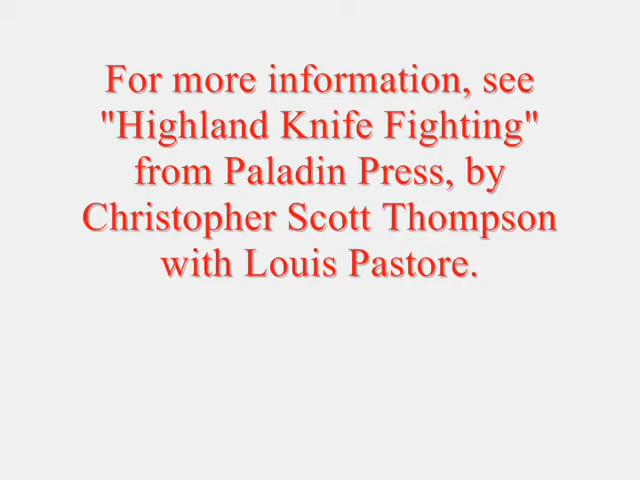 For more information, see
"Highland Knife Fighting"
from Paladin Press, by
Christopher Scott Thompson
with Louis Pastore.